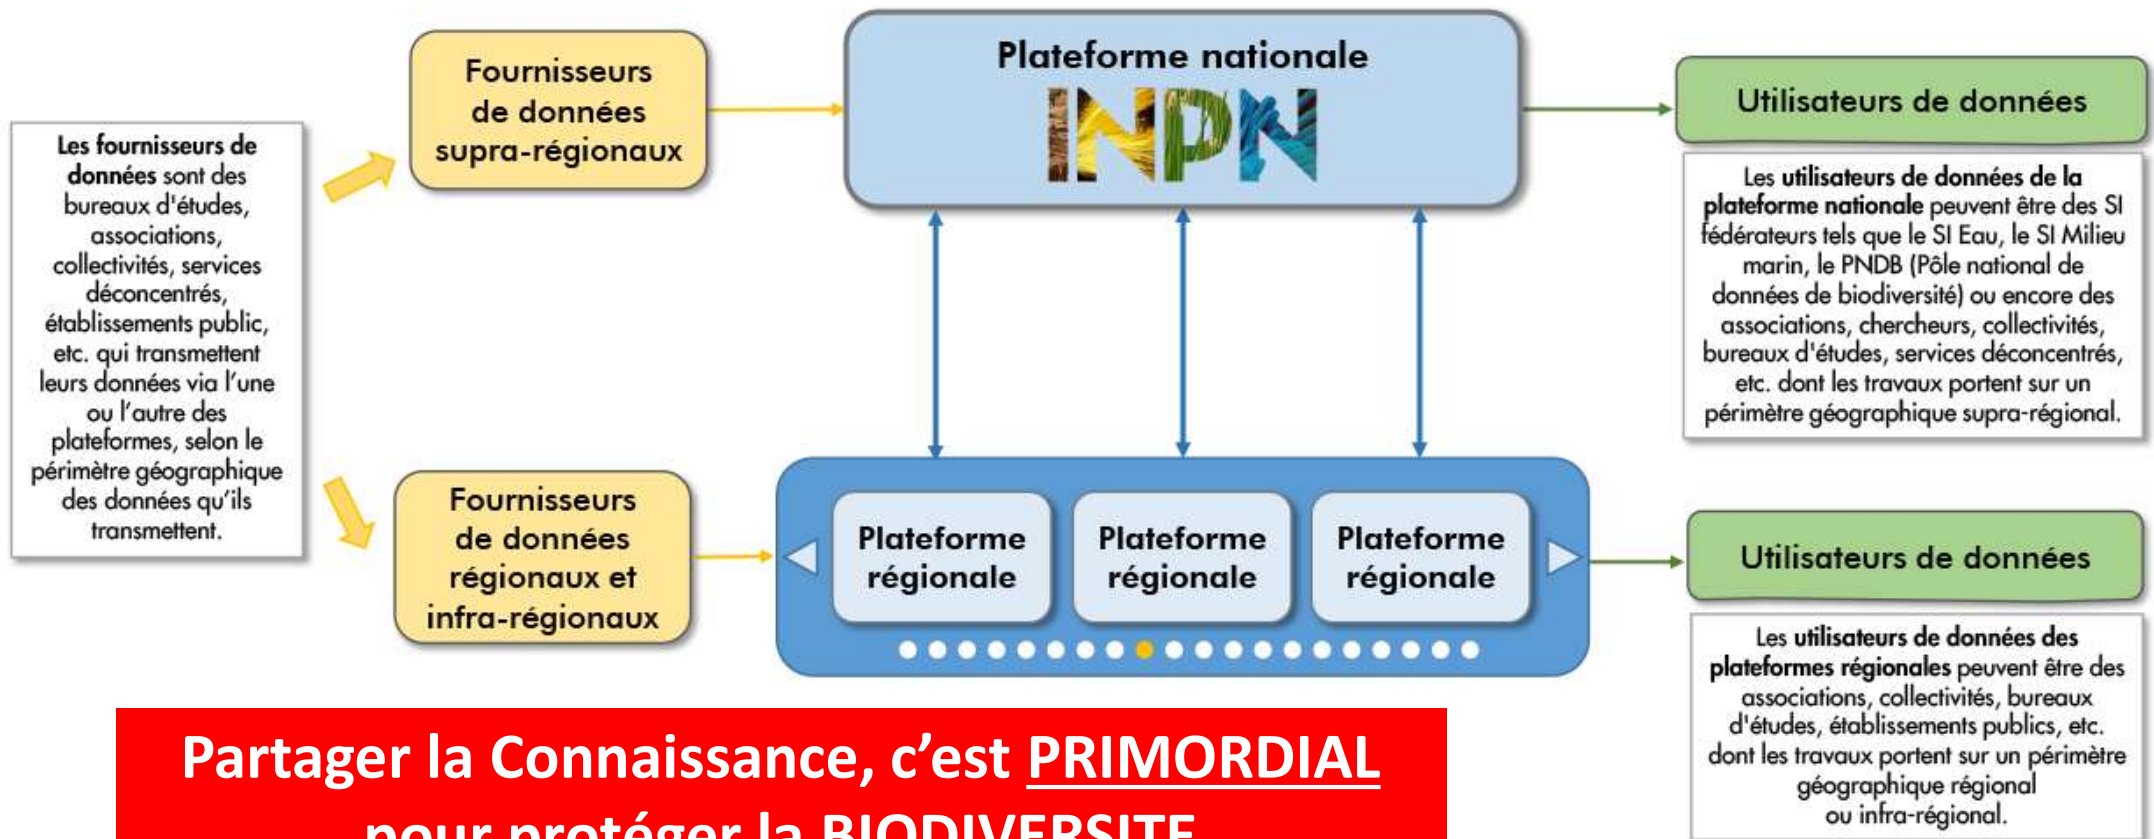 Les fournisseurs de
données sont des
bureaux d'études,
associations,
collectivités, services
déconcentrés,
établissements public,
etc. qui transmettent
leurs données via l'une
ou l'autre des
plateformes, selon le
périmètre géographique
des données qu'ils
transmettent.
Fournisseurs
de données
supra-régionaux
Fournisseurs
de données
régionaux et
infra-régionaux
Plateforme nationale
INPN
Plateforme
régionale
Plateforme
régionale
Plateforme
régionale
Utilisateurs de données
Les utilisateurs de données de la
plateforme nationale peuvent être des SI
fédérateurs tels que le SI Eau, le SI Milieu
marin, le PNDB (Pôle national de
données de biodiversité) ou encore des
associations, chercheurs, collectivités,
bureaux d'études, services déconcentrés,
etc. dont les travaux portent sur un
périmètre géographique supra-régional.
Utilisateurs de données
Les utilisateurs de données des
plateformes régionales peuvent être des
associations, collectivités, bureaux
d'études, établissements publics, etc.
dont les travaux portent sur un périmètre
géographique régional
ou infra-régional.
Partager la Connaissance, c'est PRIMORDIAL
pour protéger la BIODIVERSITE